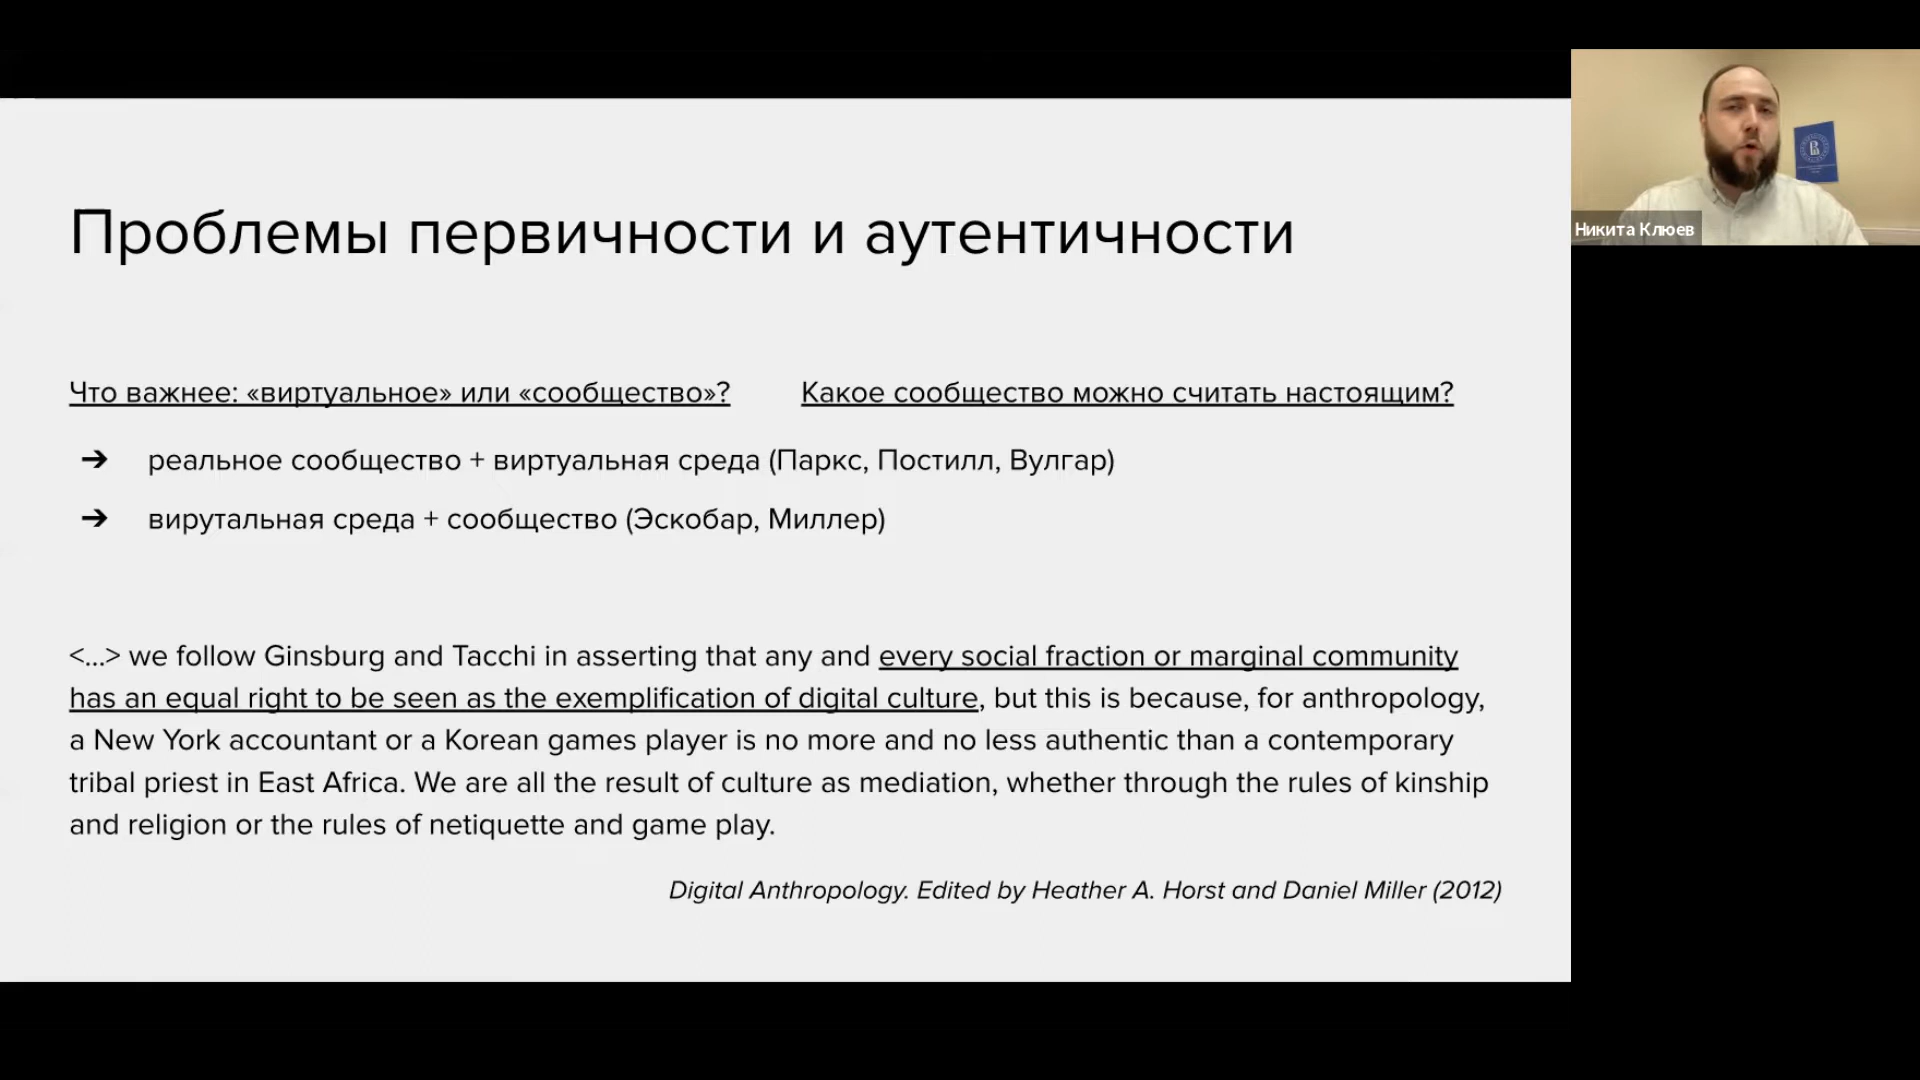 Проблемы первичности и аутентичности
Никита Клюев
Что важнее: «виртуальное» или «сообщество»? Какое сообщество можно считать настоящим?
➔ реальное сообщество + виртуальная среда (Паркс, Постилл, Вулгар)
➔ вирутальная среда + сообщество (Эскобар, Миллер)
<...> we follow Ginsburg and Tacchi in asserting that any and every social fraction or marginal community
has an equal right to be seen as the exemplification of digital culture, but this is because, for anthropology,
a New York accountant or a Korean games player is no more and no less authentic than a contemporary
tribal priest in East Africa. We are all the result of culture as mediation, whether through the rules of kinship
and religion or the rules of netiquette and game play.
Digital Anthropology. Edited by Heather A. Horst and Daniel Miller (2012)